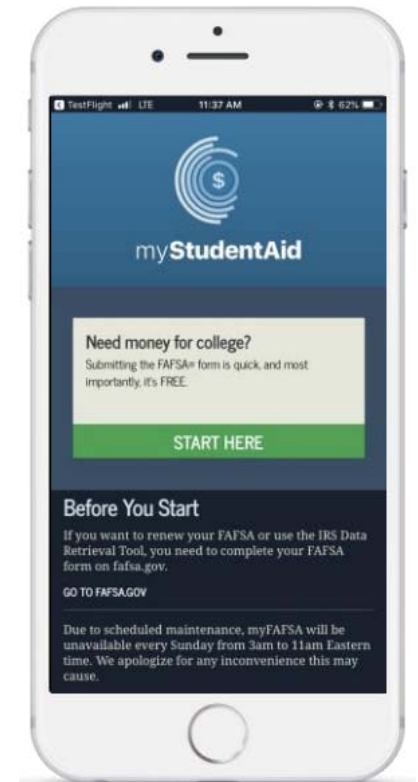 TestFlight LTE 11:37 AM 62%
$
myStudentAid
Need money for college?
Submitting the FAFSA® form is quick, and most
importantly, it's FREE.
START HERE
Before You Start
If you want to renew your FAFSA or use the IRS Data
Retrieval Tool, you need to complete your FAFSA
form on fafsa.gov.
GO TO FAFSA.GOV
Due to scheduled maintenance, myFAFSA will be
unavailable every Sunday from 3am to 11am Eastern
time. We apologize for any inconvenience this may
cause.